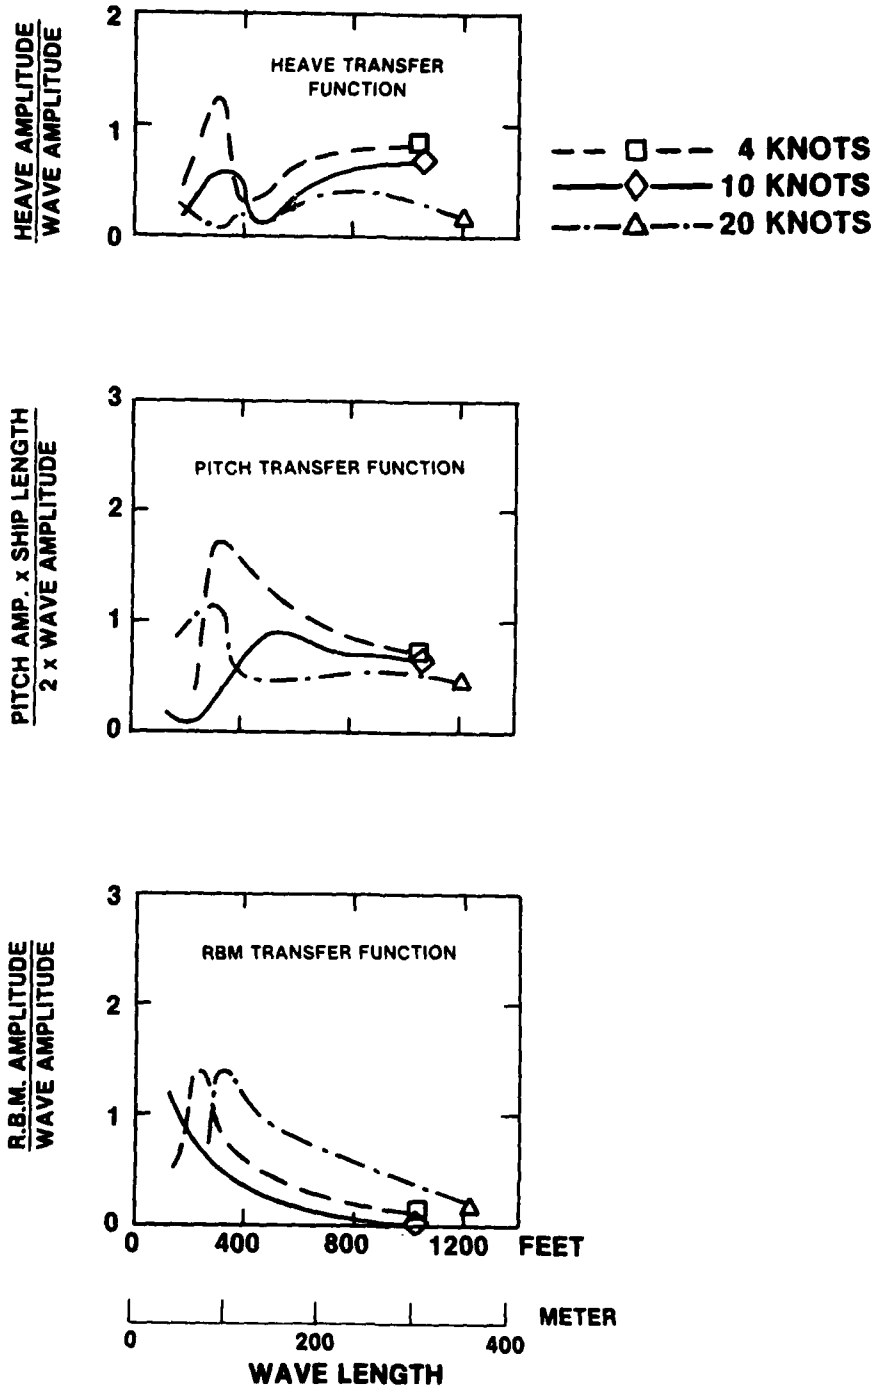 2
HEAVE TRANSFER
FUNCTION
HEAVE AMPLITUDE
WAVE AMPLITUDE
1
0
4 KNOTS
10 KNOTS
20 KNOTS
3
PITCH TRANSFER FUNCTION
2
PITCH AMP. x SHIP LENGTH
2 x WAVE AMPLITUDE
1
0
3
RBM TRANSFER FUNCTION
2
R.B.M. AMPLITUDE
WAVE AMPLITUDE
1
0
0 400 800 1200 FEET
METER
0 200 400
WAVE LENGTH